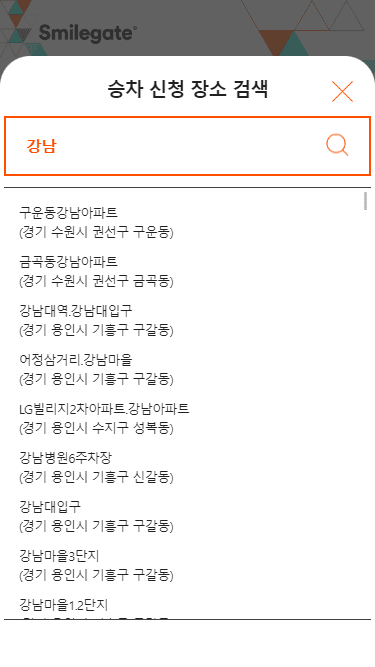 Smilegate
승차 신청 장소 검색
강남
구운동강남아파트
(경기 수원시 권선구 구운동)
금곡동강남아파트
(경기 수원시 권선구 금곡동)
강남대역.강남대입구
(경기 용인시 기흥구 구갈동)
어정삼거리.강남마을
(경기 용인시 기흥구 구갈동)
LG빌리지2차아파트.강남아파트
(경기 용인시 수지구 성복동)
강남병원6주차장
(경기 용인시 기흥구 신갈동)
강남대입구
(경기 용인시 기흥구 구갈동)
강남마을3단지
(경기 용인시 기흥구 구갈동)
강남마을1.2단지